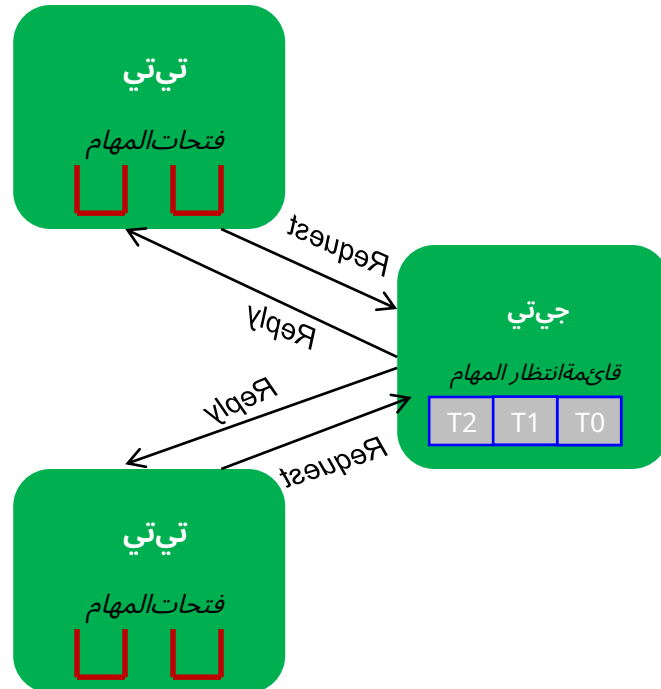 تي‌تي
فتحات‌المهام
Request
Reply
جي‌تي
قائمة‌انتظار المهام
T2 T1 T0
Reply
Request
تي‌تي
فتحات‌المهام